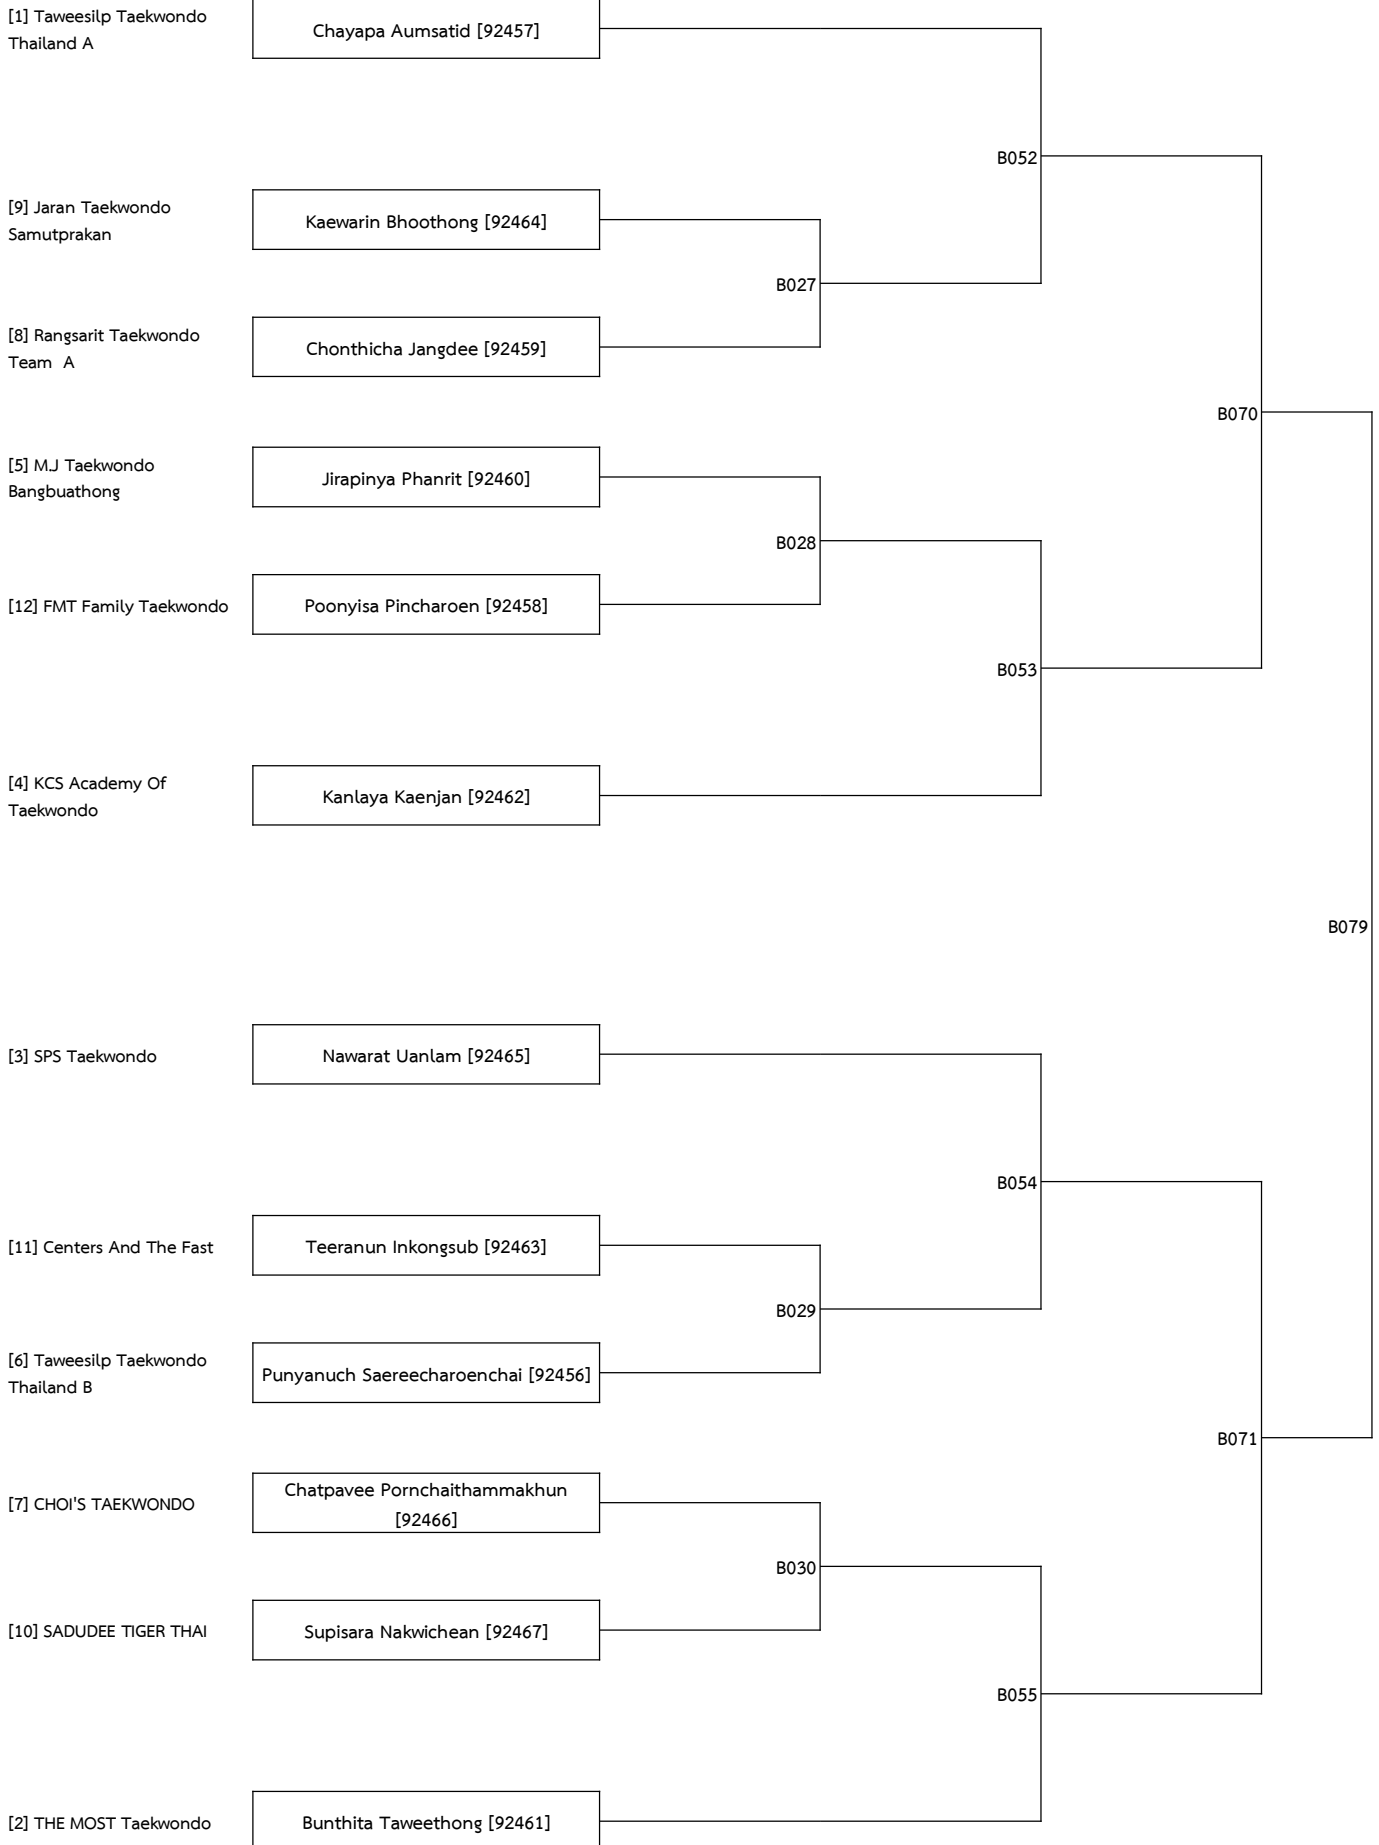 [1] Taweesilp Taekwondo
Thailand A
Chayapa Aumsatid [92457]
B052
[9] Jaran Taekwondo
Samutprakan
Kaewarin Bhoothong [92464]
B027
[8] Rangsarit Taekwondo
Team  A
Chonthicha Jangdee [92459]
B070
[5] M.J Taekwondo
Bangbuathong
Jirapinya Phanrit [92460]
B028
[12] FMT Family Taekwondo
Poonyisa Pincharoen [92458]
B053
[4] KCS Academy Of
Taekwondo
Kanlaya Kaenjan [92462]
B079
[3] SPS Taekwondo
Nawarat Uanlam [92465]
B054
[11] Centers And The Fast
Teeranun Inkongsub [92463]
B029
[6] Taweesilp Taekwondo
Thailand B
Punyanuch Saereecharoenchai [92456]
B071
[7] CHOI'S TAEKWONDO
Chatpavee Pornchaithammakhun
[92466]
B030
[10] SADUDEE TIGER THAI
Supisara Nakwichean [92467]
B055
[2] THE MOST Taekwondo
Bunthita Taweethong [92461]